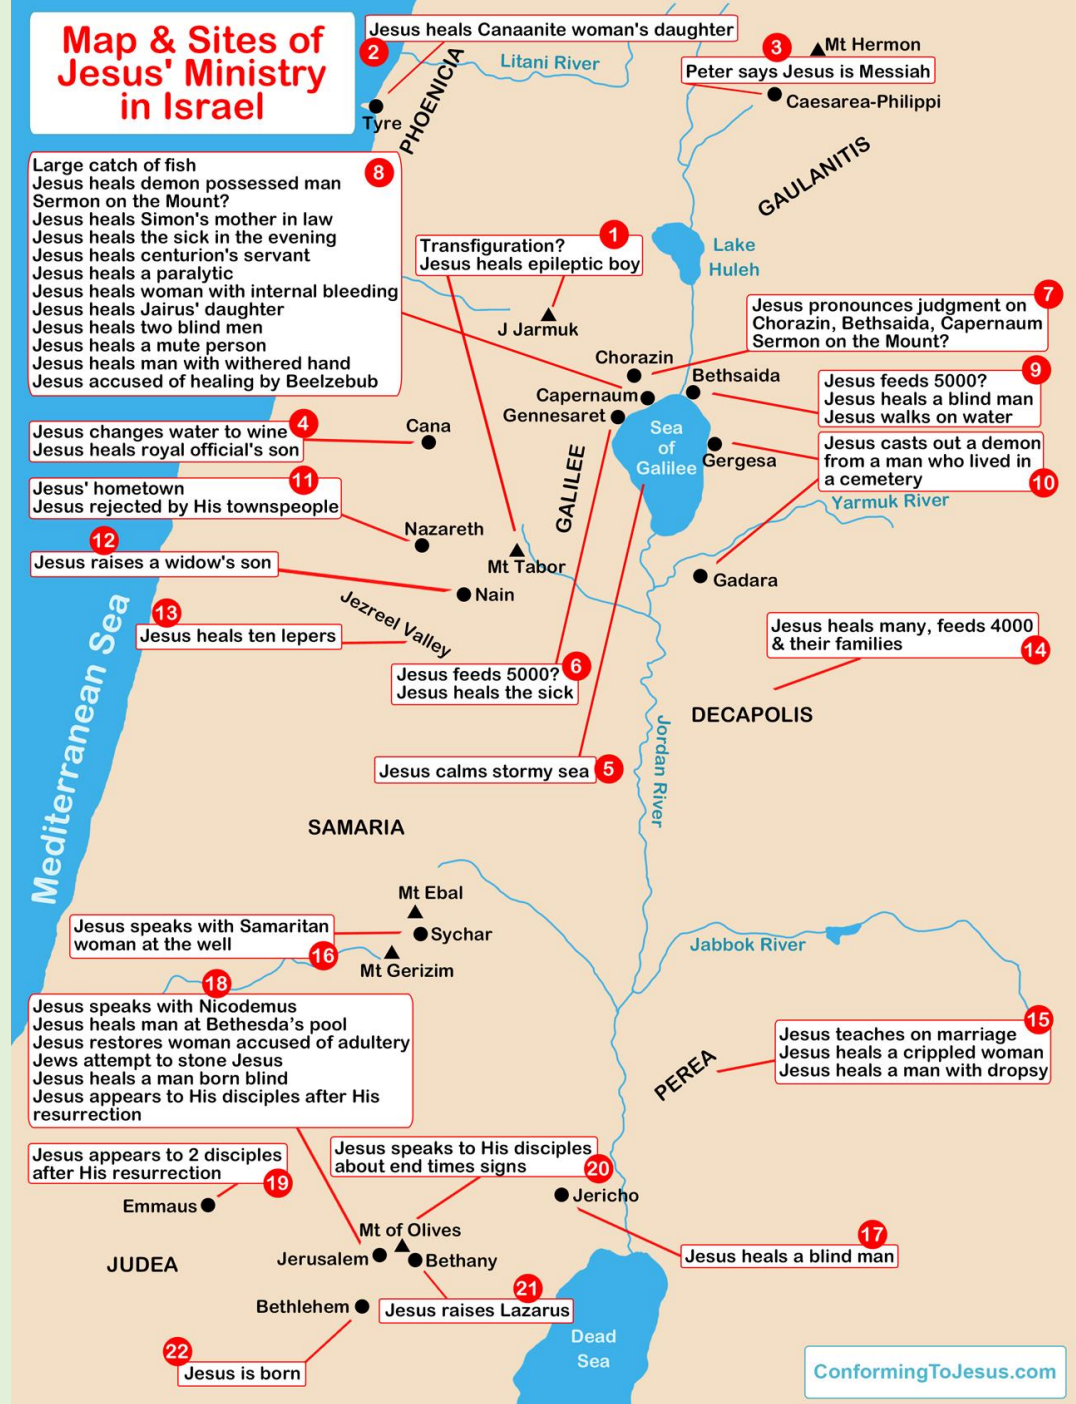 Map & Sites of
Jesus' Ministry
in Israel
Jesus heals Canaanite woman's daughter
2
3
Mt Hermon
Litani River
Peter says Jesus is Messiah
Caesarea-Philippi
Tyre
PHOENICIA
GAULANITIS
Large catch of fish
8
Jesus heals demon possessed man
Sermon on the Mount?
Jesus heals Simon's mother in law
Jesus heals the sick in the evening
Jesus heals centurion's servant
Jesus heals a paralytic
Jesus heals woman with internal bleeding
Jesus heals Jairus' daughter
Jesus heals two blind men
Jesus heals a mute person
Jesus heals man with withered hand
Jesus accused of healing by Beelzebub
1
Transfiguration?
Jesus heals epileptic boy
Lake
Huleh
J Jarmuk
7
Jesus pronounces judgment on
Chorazin, Bethsaida, Capernaum
Sermon on the Mount?
Chorazin
Bethsaida
Capernaum
Gennesaret
9
Jesus feeds 5000?
Jesus heals a blind man
Jesus walks on water
4
Jesus changes water to wine
Jesus heals royal official's son
Cana
Sea
of
Galilee
Gergesa
Jesus casts out a demon
from a man who lived in
a cemetery
10
GALILEE
Yarmuk River
11
Jesus' hometown
Jesus rejected by His townspeople
Nazareth
12
Jesus raises a widow's son
Mt Tabor
Nain
Gadara
13
Jesus heals ten lepers
Jezreel Valley
Mediterranean Sea
Jesus heals many, feeds 4000
& their families
14
Jesus feeds 5000?
6
Jesus heals the sick
DECAPOLIS
Jordan River
Jesus calms stormy sea
5
SAMARIA
Mt Ebal
Jesus speaks with Samaritan
woman at the well
16
Sychar
Mt Gerizim
Jabbok River
18
Jesus speaks with Nicodemus
Jesus heals man at Bethesda’s pool
Jesus restores woman accused of adultery
Jews attempt to stone Jesus
Jesus heals a man born blind
Jesus appears to His disciples after His
resurrection
15
Jesus teaches on marriage
Jesus heals a crippled woman
Jesus heals a man with dropsy
PEREA
Jesus appears to 2 disciples
after His resurrection
19
Emmaus
Jesus speaks to His disciples
about end times signs
20
Jericho
17
Jesus heals a blind man
Mt of Olives
Jerusalem
Bethany
JUDEA
21
Jesus raises Lazarus
Bethlehem
22
Jesus is born
Dead
Sea
ConformingToJesus.com